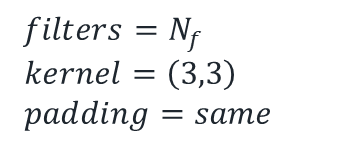 filters = N_f
kernel = (3,3)
padding = same